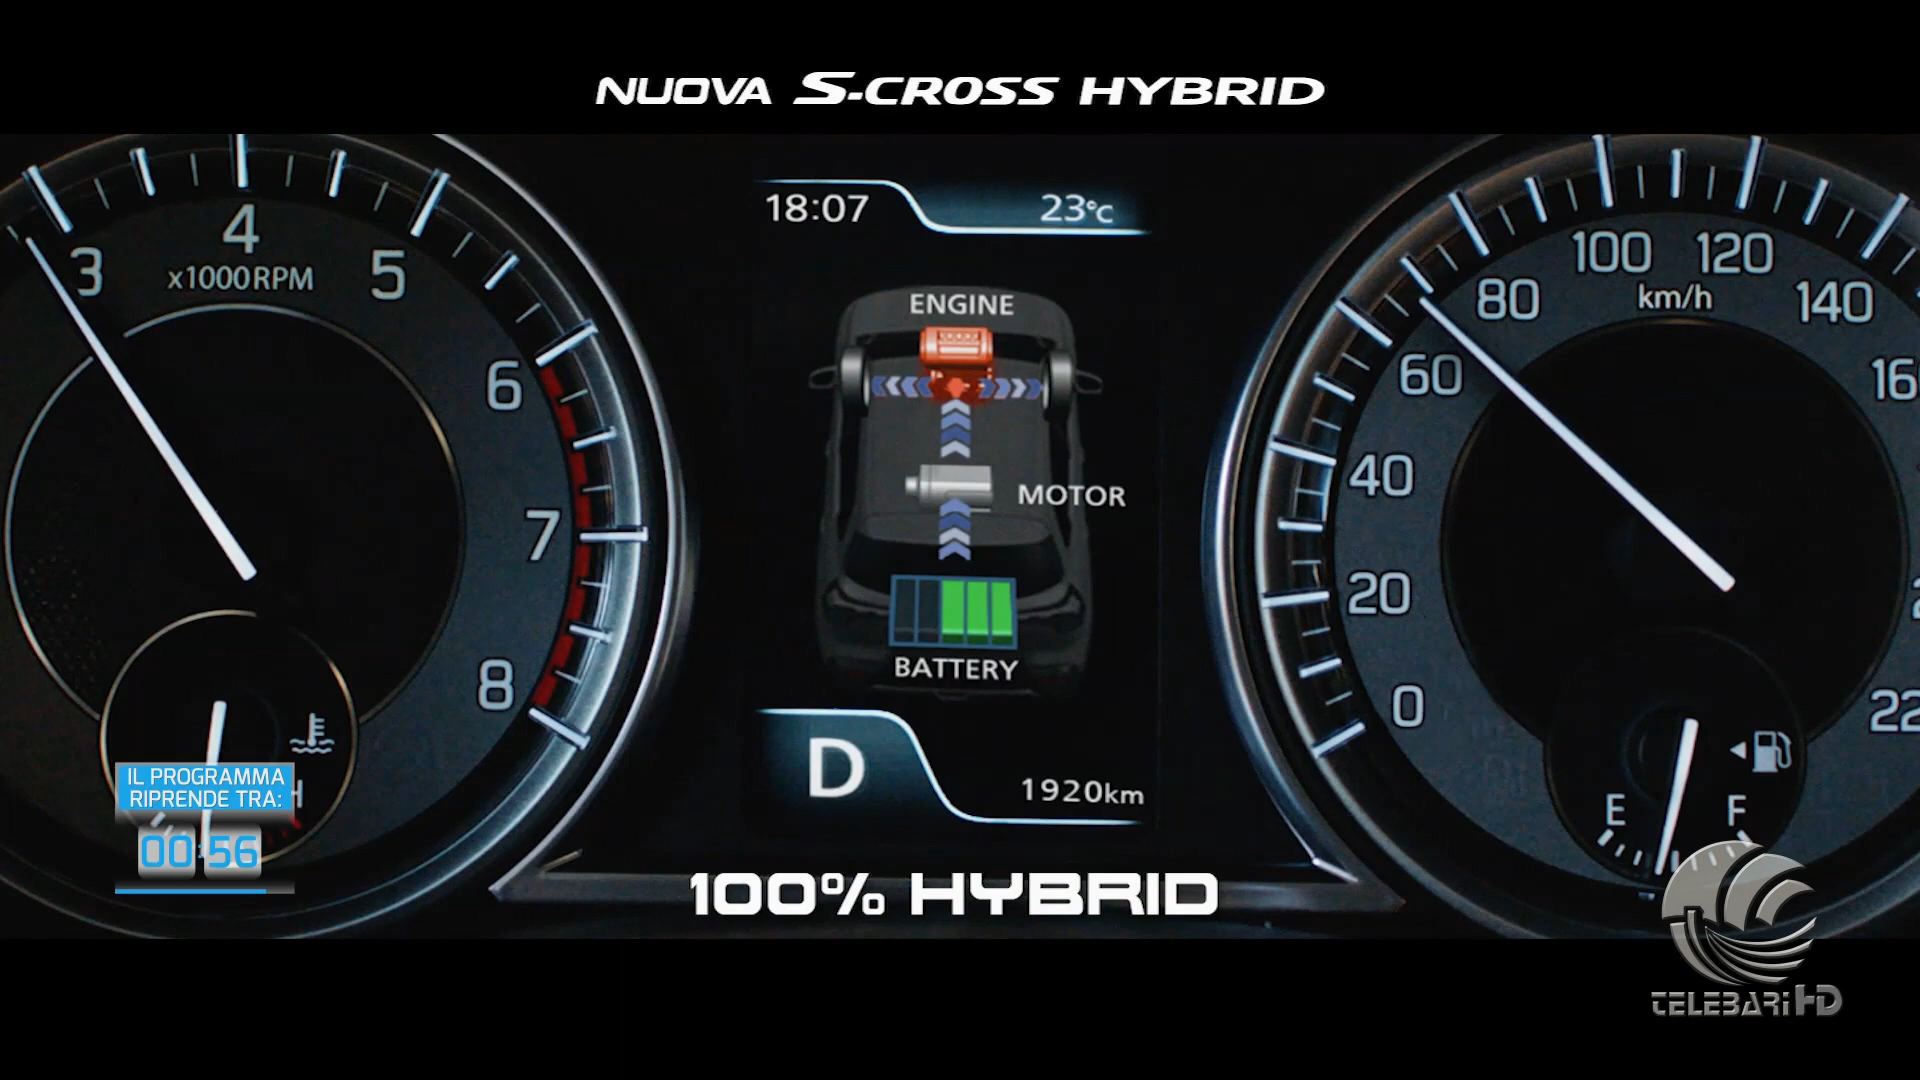 NUOVA S-CROSS HYBRID
18:07
23°C
ENGINE
MOTOR
BATTERY
D
1920km
3
4
5
6
7
8
x1000RPM
H
0
20
40
60
80
100
120
140
km/h
E
F
IL PROGRAMMA
RIPRENDE TRA:
00:56
100% HYBRID
TELEBARI HD